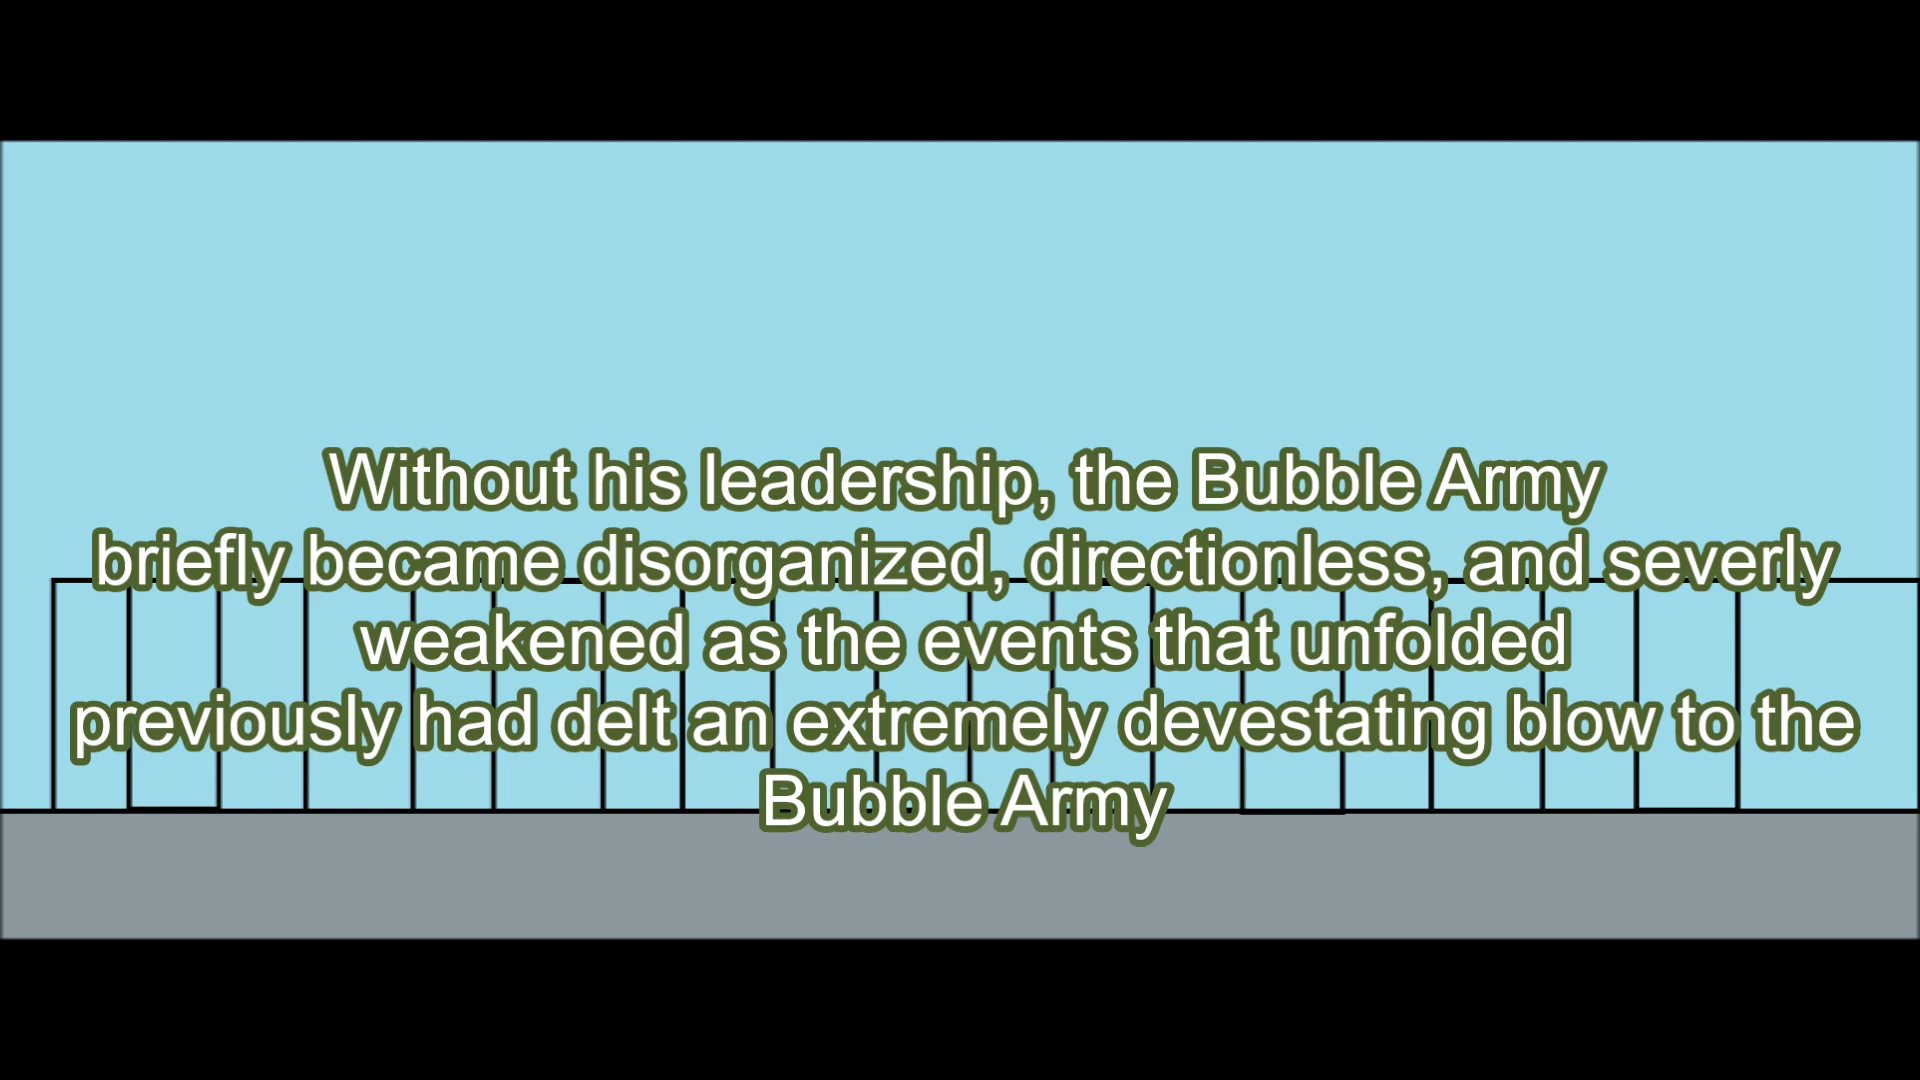 Without his leadership, the Bubble Army
briefly became disorganized, directionless, and severly
weakened as the events that unfolded
previously had delt an extremely devestating blow to the
Bubble Army